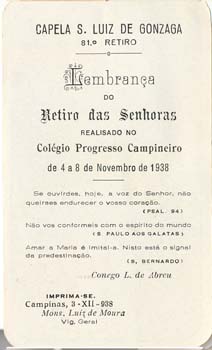 CAPELA S. LUIZ DE GONZAGA
81.º RETIRO
Lembrança
DO
Retiro das Senhoras
REALISADO NO
Colégio Progresso Campineiro
de 4 a 8 de Novembro de 1938
Se ouvirdes, hoje, a voz do Senhor, não
queiraes endurecer o vosso coração.
(PSAL. 94)
Não vos conformeis com o espirito do mundo
(S. PAULO AOS GALATAS)
Amar a Maria é imital-a. Nisto está o signal
da predestinação.
(S. BERNARDO)
Conego L. de Abreu
IMPRIMA-SE.
Campinas, 3-XII-938
Mons. Luiz de Moura
Vig. Geral